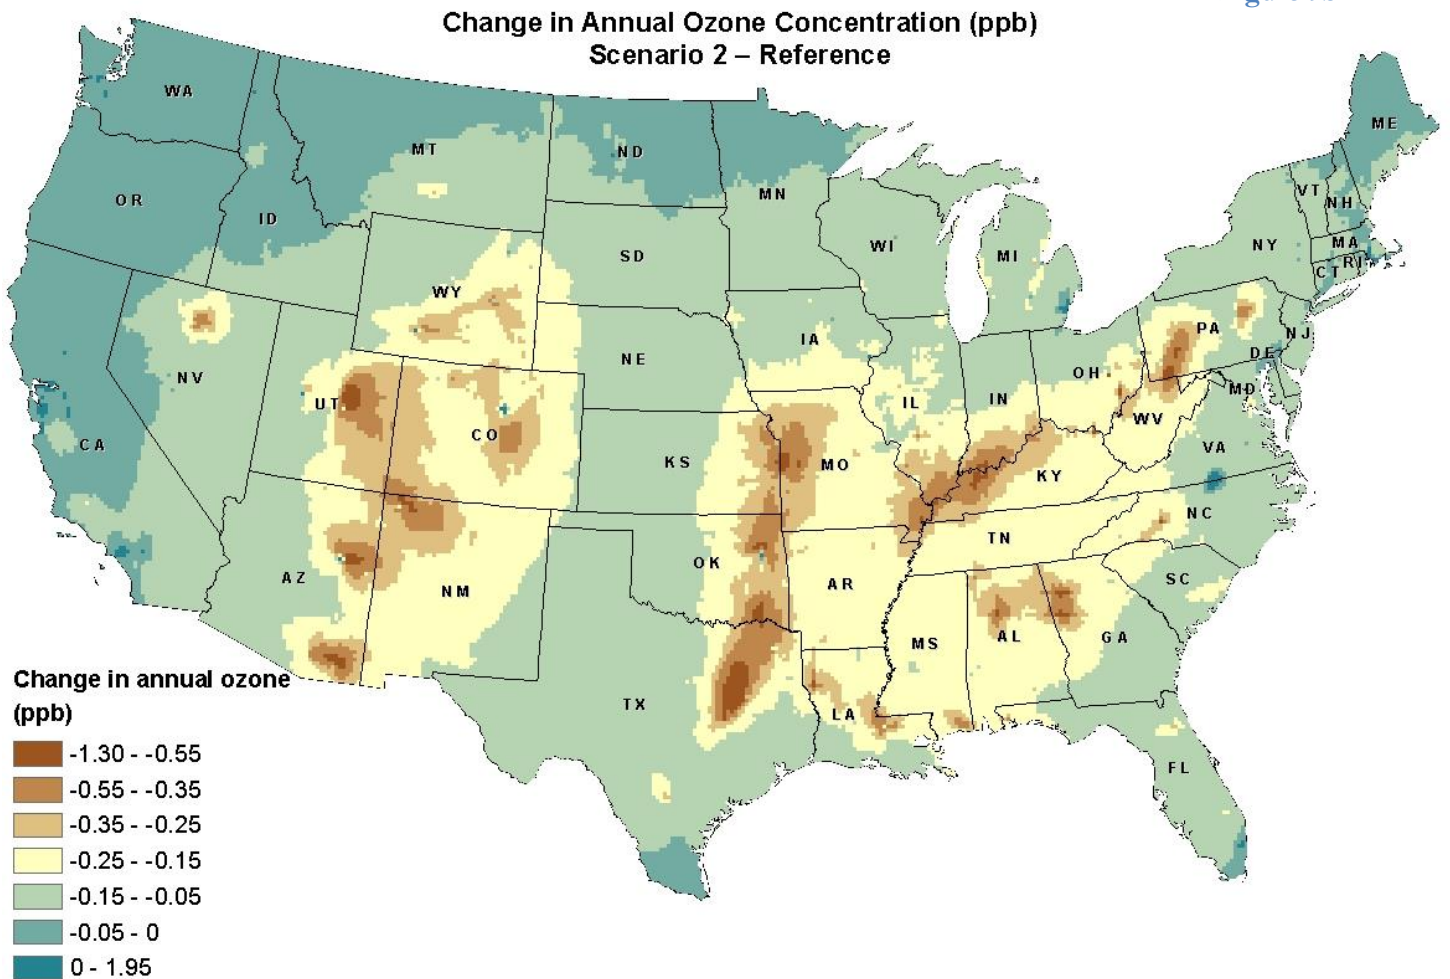 Change in Annual Ozone Concentration (ppb)
Scenario 2 – Reference
WA
ME
MT
ND
OR
VT
MN
NH
ID
WI
NY
MA
SD
MI
RI
CT
WY
PA
NJ
IA
DE
NE
OH
NV
MD
UT
IL
IN
WV
CO
CA
VA
KS
MO
KY
NC
TN
OK
AZ
SC
AR
NM
GA
AL
MS
TX
LA
FL
Change in annual ozone
(ppb)
-1.30 - -0.55
-0.55 - -0.35
-0.35 - -0.25
-0.25 - -0.15
-0.15 - -0.05
-0.05 - 0
0 - 1.95